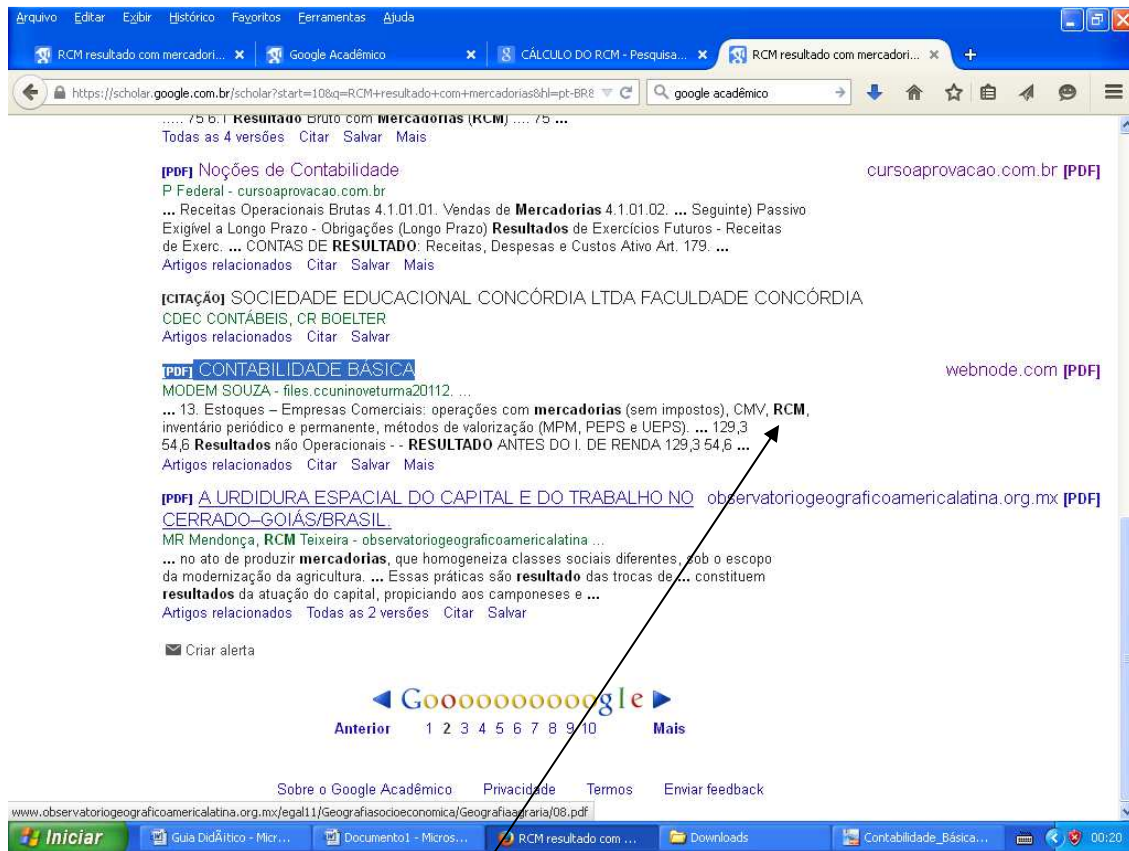 Arquivo Editar Exibir Histórico Favoritos Ferramentas Ajuda
RCM resultado com mercadori... Google Acadêmico CÁLCULO DO RCM - Pesquisa... RCM resultado com mercadori...
https://scholar.google.com.br/scholar?start=10&q=RCM+resultado+com+mercadorias&hl=pt-BR& google acadêmico
..... 75 6.1 Resultado Bruto com Mercadorias (RCM) .... 75 ...
Todas as 4 versões Citar Salvar Mais
[PDF] Noções de Contabilidade cursoaprovacao.com.br [PDF]
P Federal - cursoaprovacao.com.br
... Receitas Operacionais Brutas 4.1.01.01. Vendas de Mercadorias 4.1.01.
02. ... Seguinte) Passivo
Exigível a Longo Prazo - Obrigações (Longo Prazo) Resultados de Exercícios Futuros - Receitas
de Exerc. ... CONTAS DE RESULTADO: Receitas, Despesas e Custos Ativo Art. 179. ...
Artigos relacionados Citar Salvar Mais
[CITAÇÃO] SOCIEDADE EDUCACIONAL CONCÓRDIA LTDA FACULDADE CONCÓRDIA
CDEC CONTÁBEIS, CR BOELTER
Artigos relacionados Citar Salvar
[PDF] CONTABILIDADE BÁSICA webnode.com [PDF]
MODEM SOUZA - files.ccuninoveturma20112. ...
... 13. Estoques – Empresas Comerciais: operações com mercadorias (sem impostos), CMV, RCM,
inventário periódico e permanente, métodos de valorização (MPM, PEPS e UEPS). ... 129,3
54,6 Resultados não Operacionais - - RESULTADO ANTES DO I. DE RENDA 129,3 54,6 ...
Artigos relacionados Citar Salvar Mais
[PDF] A URDIDURA ESPACIAL DO CAPITAL E DO TRABALHO NO observatoriogeograficoamericalatina.org.mx [PDF]
CERRADO–GOIÁS/BRASIL.
MR Mendonça, RCM Teixeira - observatoriogeograficoamericalatina ...
... no ato de produzir mercadorias, que homogeneiza classes sociais diferentes, sob o escopo
da modernização da agricultura. ... Essas práticas são resultado das trocas de ... constituem
resultados da atuação do capital, propiciando aos camponeses e ...
Artigos relacionados Todas as 2 versões Citar Salvar
Criar alerta
Goooooooooogle
Anterior 1 2 3 4 5 6 7 8 9 10 Mais
Sobre o Google Acadêmico Privacidade Termos Enviar feedback
www.observatoriogeograficoamericalatina.org.mx/egal11/Geografiasocioeconomica/Geografiaagraria/08.pdf
Iniciar Guia DidÃitico - Micr... Documento1 - Micros... RCM resultado com ... Downloads Contabilidade_Básica... 00:20